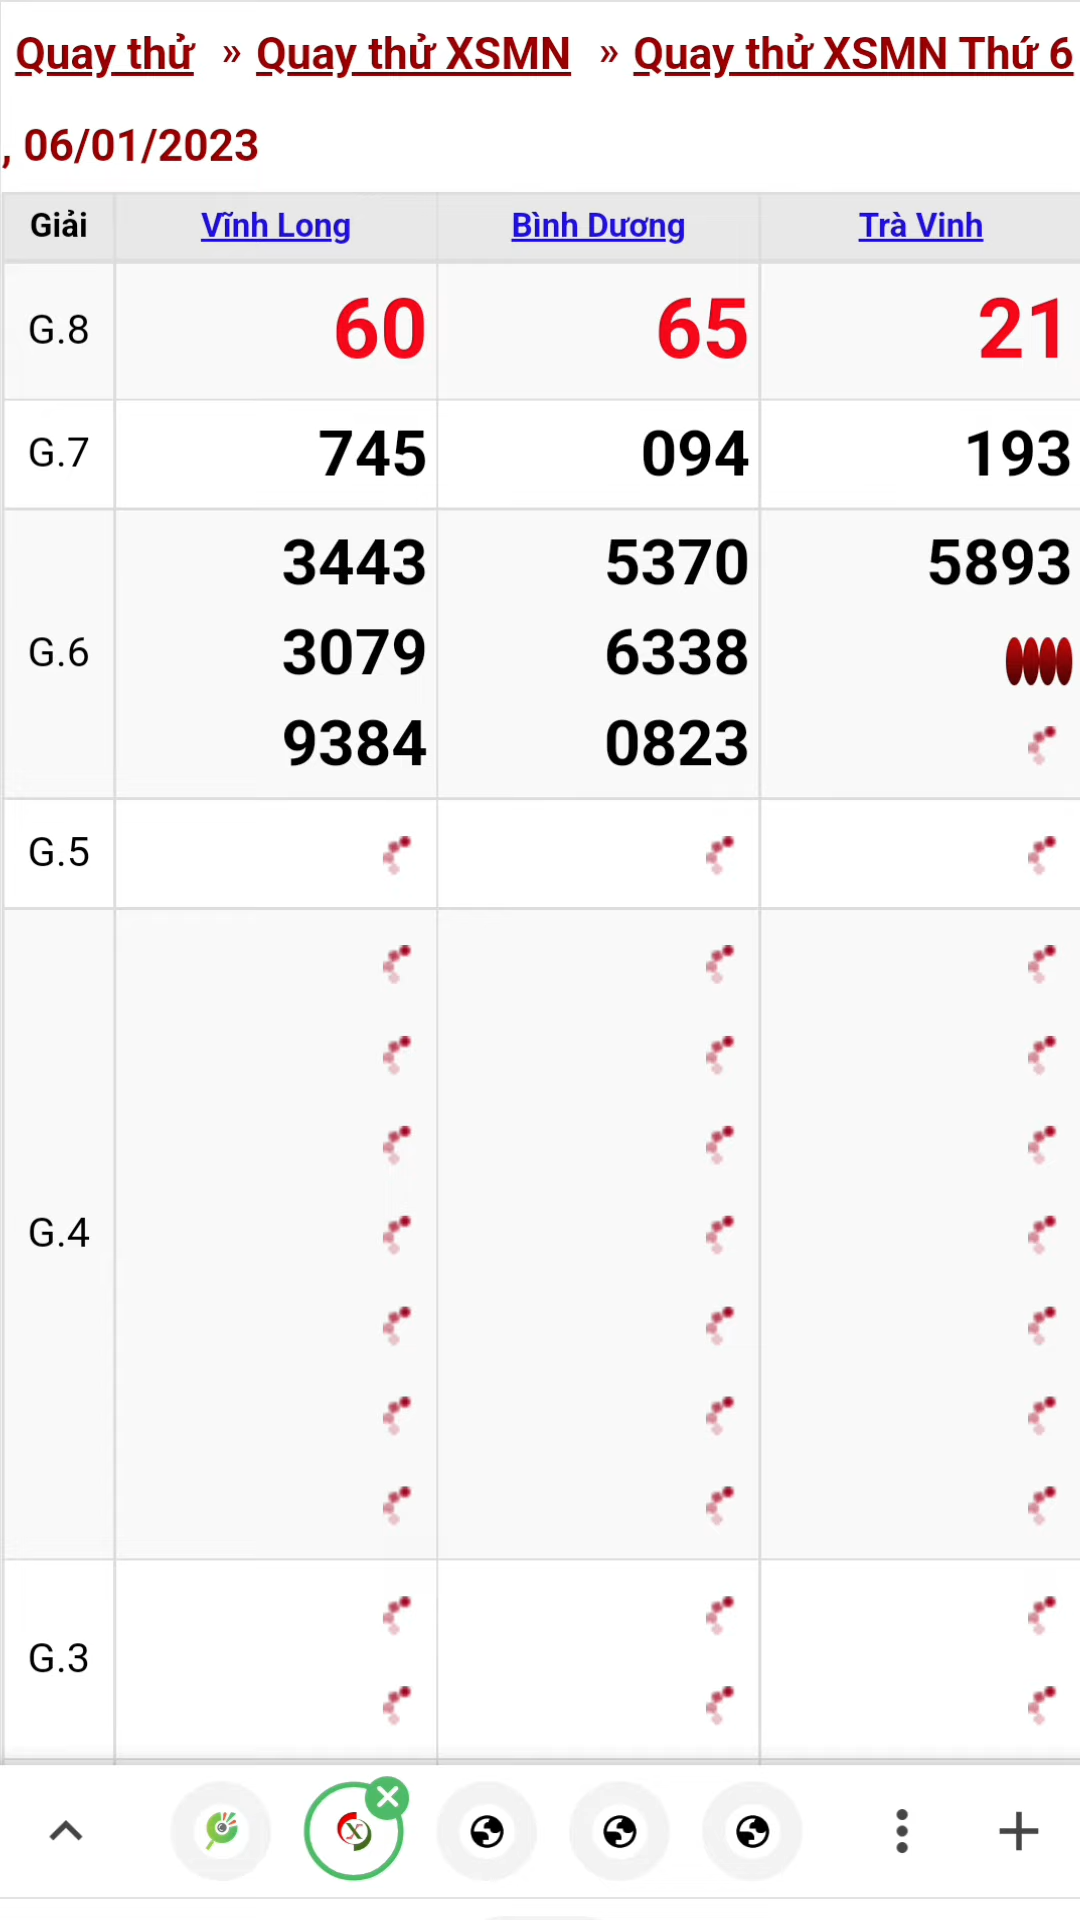 Quay thử » Quay thử XSMN » Quay thử XSMN Thứ 6
, 06/01/2023
Giải Vĩnh Long Bình Dương Trà Vinh
G.8 60 65 21
G.7 745 094 193
3443 5370 5893
G.6 3079 6338
9384 0823
G.5
G.4
G.3